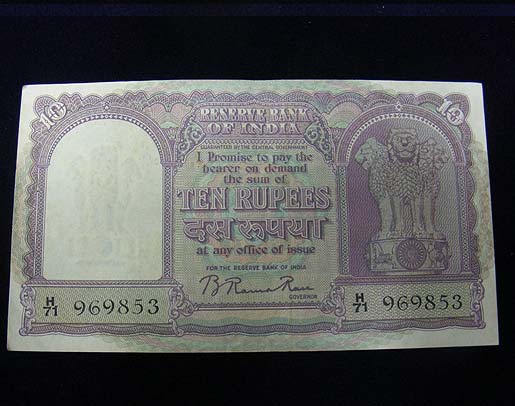 10 10
RESERVE BANK
OF INDIA
GUARANTEED BY THE CENTRAL GOVERNMENT
I Promise to pay the
bearer on demand
the sum of
TEN RUPEES
दस रूपया
at any office of issue
FOR THE RESERVE BANK OF INDIA
B Rama Rau
GOVERNOR
H/71 969853 H/71 969853